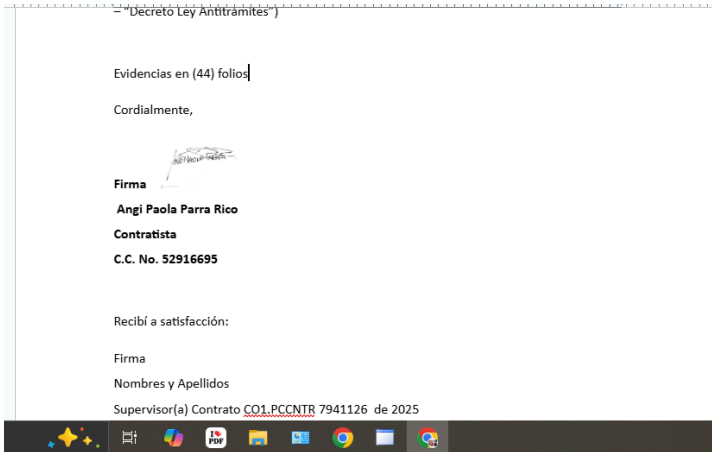 – "Decreto Ley Antitrámites")
Evidencias en (44) folios
Cordialmente,
Firma
Angi Paola Parra Rico
Contratista
C.C. No. 52916695
Recibí a satisfacción:
Firma
Nombres y Apellidos
Supervisor(a) Contrato CO1.PCCNTR 7941126 de 2025
I
PDF